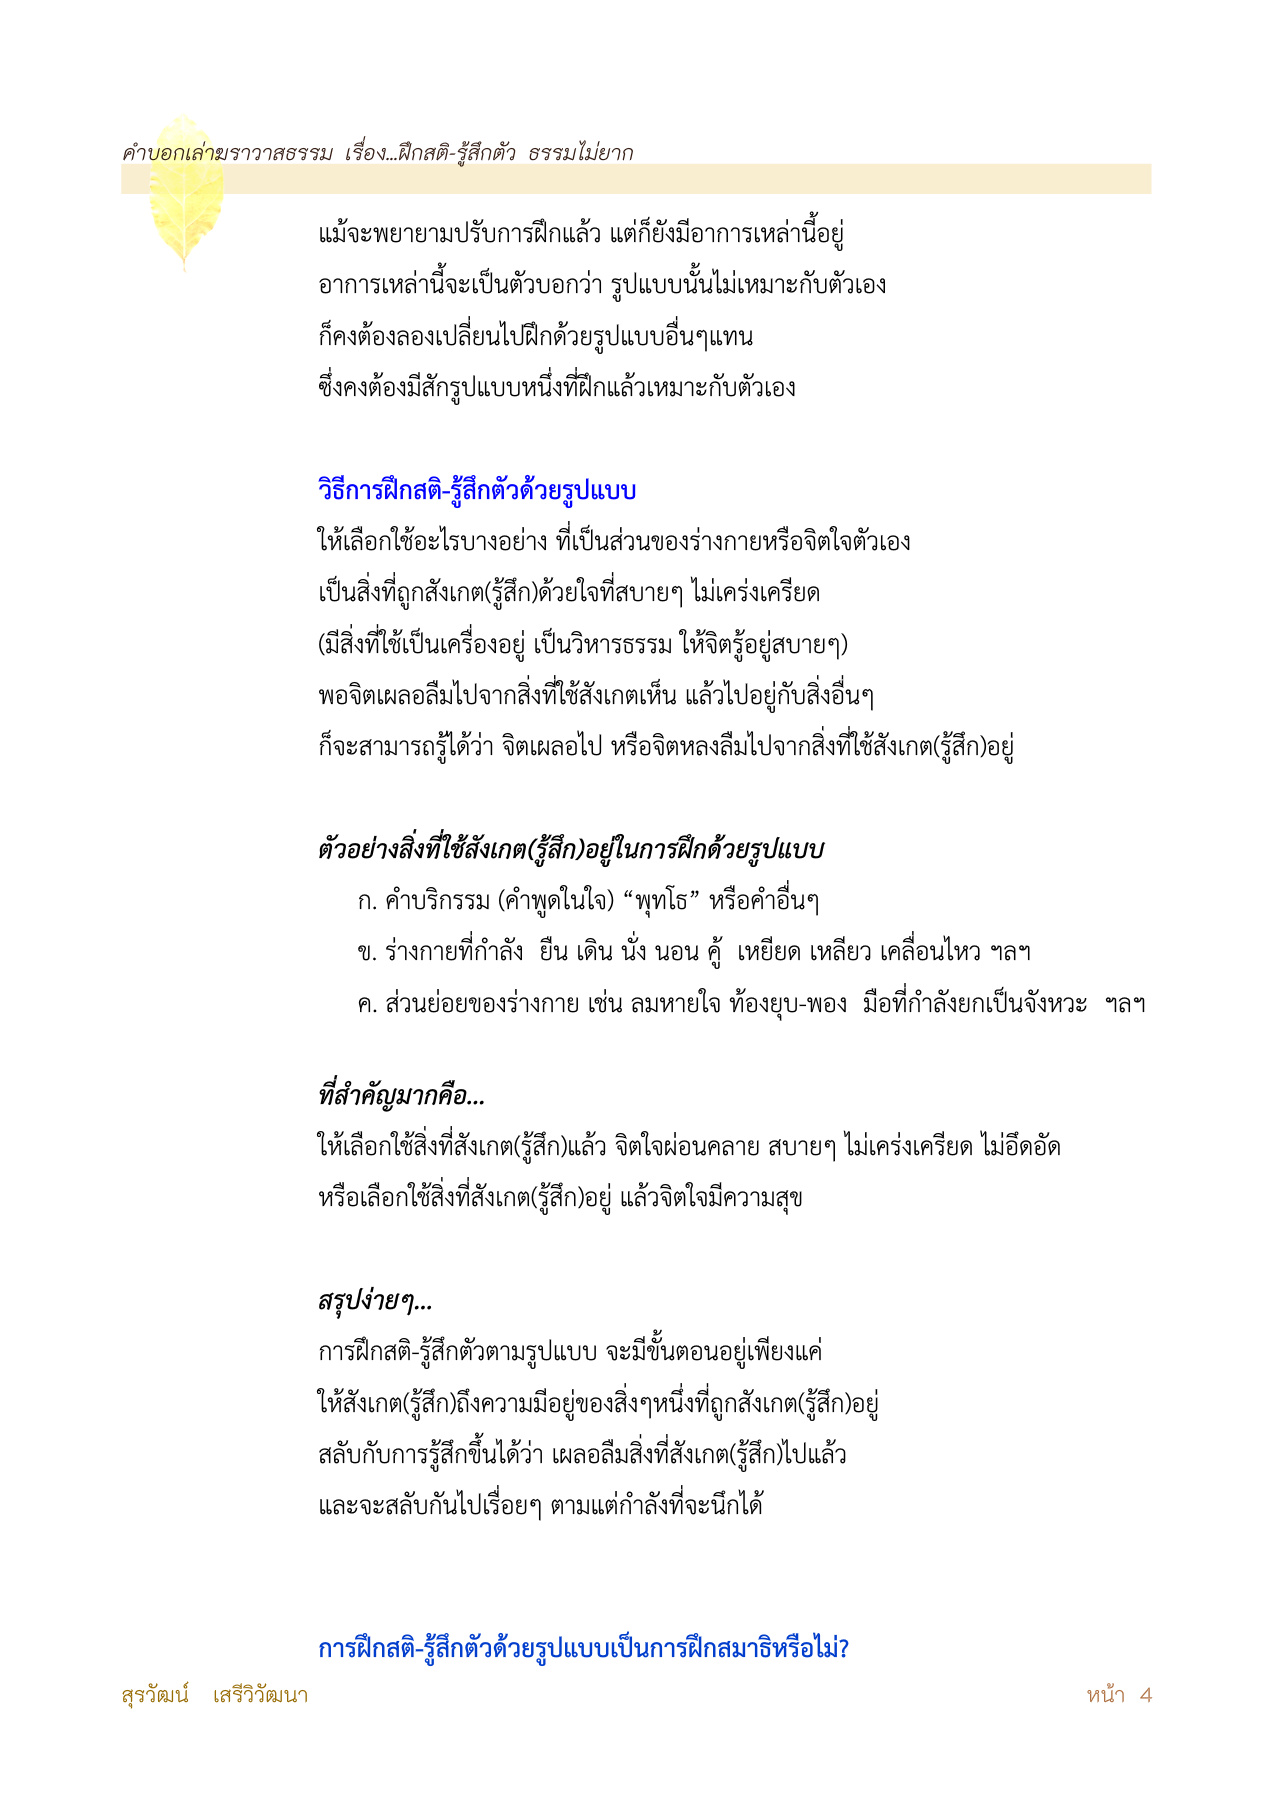 คำบอกเล่าฆราวาสธรรม เรื่อง...ฝึกสติ-รู้สึกตัว ธรรมไม่ยาก
แม้จะพยายามปรับการฝึกแล้ว แต่ก็ยังมีอาการเหล่านี้อยู่
อาการเหล่านี้จะเป็นตัวบอกว่า รูปแบบนั้นไม่เหมาะกับตัวเอง
ก็คงต้องลองเปลี่ยนไปฝึกด้วยรูปแบบอื่นๆแทน
ซึ่งคงต้องมีสักรูปแบบหนึ่งที่ฝึกแล้วเหมาะกับตัวเอง
วิธีการฝึกสติ-รู้สึกตัวด้วยรูปแบบ
ให้เลือกใช้อะไรบางอย่าง ที่เป็นส่วนของร่างกายหรือจิตใจตัวเอง
เป็นสิ่งที่ถูกสังเกต(รู้สึก)ด้วยใจที่สบายๆ ไม่เคร่งเครียด
(มีสิ่งที่ใช้เป็นเครื่องอยู่ เป็นวิหารธรรม ให้จิตรู้อยู่สบายๆ)
พอจิตเผลอลืมไปจากสิ่งที่ใช้สังเกตเห็น แล้วไปอยู่กับสิ่งอื่นๆ
ก็จะสามารถรู้ได้ว่า จิตเผลอไป หรือจิตหลงลืมไปจากสิ่งที่ใช้สังเกต(รู้สึก)อยู่
ตัวอย่างสิ่งที่ใช้สังเกต(รู้สึก)อยู่ในการฝึกด้วยรูปแบบ
ก. คำบริกรรม (คำพูดในใจ) “พุทโธ” หรือคำอื่นๆ
ข. ร่างกายที่กำลัง ยืน เดิน นั่ง นอน คู้ เหยียด เหลียว เคลื่อนไหว ฯลฯ
ค. ส่วนย่อยของร่างกาย เช่น ลมหายใจ ท้องยุบ-พอง มือที่กำลังยกเป็นจังหวะ ฯลฯ
ที่สำคัญมากคือ...
ให้เลือกใช้สิ่งที่สังเกต(รู้สึก)แล้ว จิตใจผ่อนคลาย สบายๆ ไม่เคร่งเครียด ไม่อึดอัด
หรือเลือกใช้สิ่งที่สังเกต(รู้สึก)อยู่ แล้วจิตใจมีความสุข
สรุปง่ายๆ...
การฝึกสติ-รู้สึกตัวตามรูปแบบ จะมีขั้นตอนอยู่เพียงแค่
ให้สังเกต(รู้สึก)ถึงความมีอยู่ของสิ่งๆหนึ่งที่ถูกสังเกต(รู้สึก)อยู่
สลับกับการรู้สึกขึ้นได้ว่า เผลอลืมสิ่งที่สังเกต(รู้สึก)ไปแล้ว
และจะสลับกันไปเรื่อยๆ ตามแต่กำลังที่จะนึกได้
การฝึกสติ-รู้สึกตัวด้วยรูปแบบเป็นการฝึกสมาธิหรือไม่?
สุรวัฒน์ เสรีวิวัฒนา หน้า 4